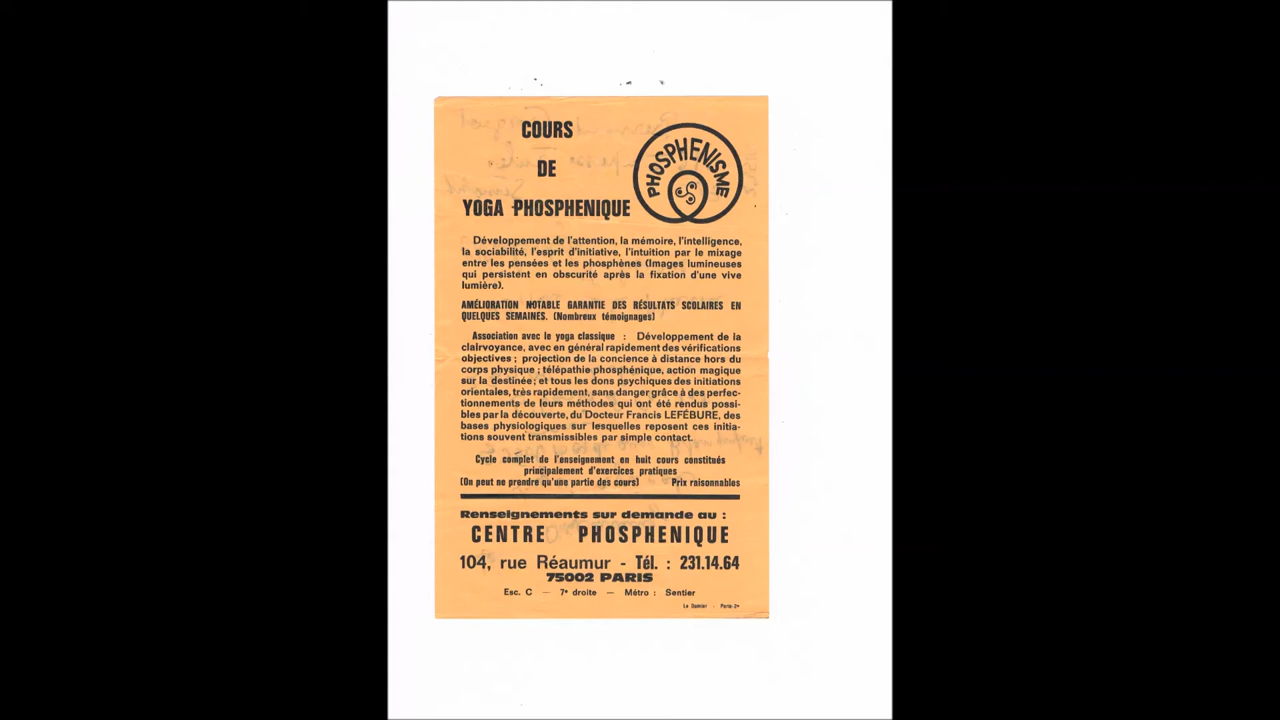 COURS
DE
YOGA PHOSPHENIQUE
PHOSPHENISME
Développement de l'attention, la mémoire, l'intelligence,
la sociabilité, l'esprit d'initiative, l'intuition par le mixage
entre les pensées et les phosphènes (Images lumineuses
qui persistent en obscurité après la fixation d'une vive
lumière).
AMÉLIORATION NOTABLE GARANTIE DES RÉSULTATS SCOLAIRES EN
QUELQUES SEMAINES. (Nombreux témoignages)
Association avec le yoga classique : Développement de la
clairvoyance, avec en général rapidement des vérifications
objectives ; projection de la concience à distance hors du
corps physique ; télépathie phosphénique, action magique
sur la destinée ; et tous les dons psychiques des initiations
orientales, très rapidement, sans danger grâce à des perfec-
tionnements de leurs méthodes qui ont été rendus possi-
bles par la découverte, du Docteur Francis LEFÉBURE, des
bases physiologiques sur lesquelles reposent ces initia-
tions souvent transmissibles par simple contact.
Cycle complet de l'enseignement en huit cours constitués
principalement d'exercices pratiques
(On peut ne prendre qu'une partie des cours) Prix raisonnables
Renseignements sur demande au :
CENTRE PHOSPHENIQUE
104, rue Réaumur - Tél. : 231.14.64
75002 PARIS
Esc. C — 7e droite — Métro : Sentier